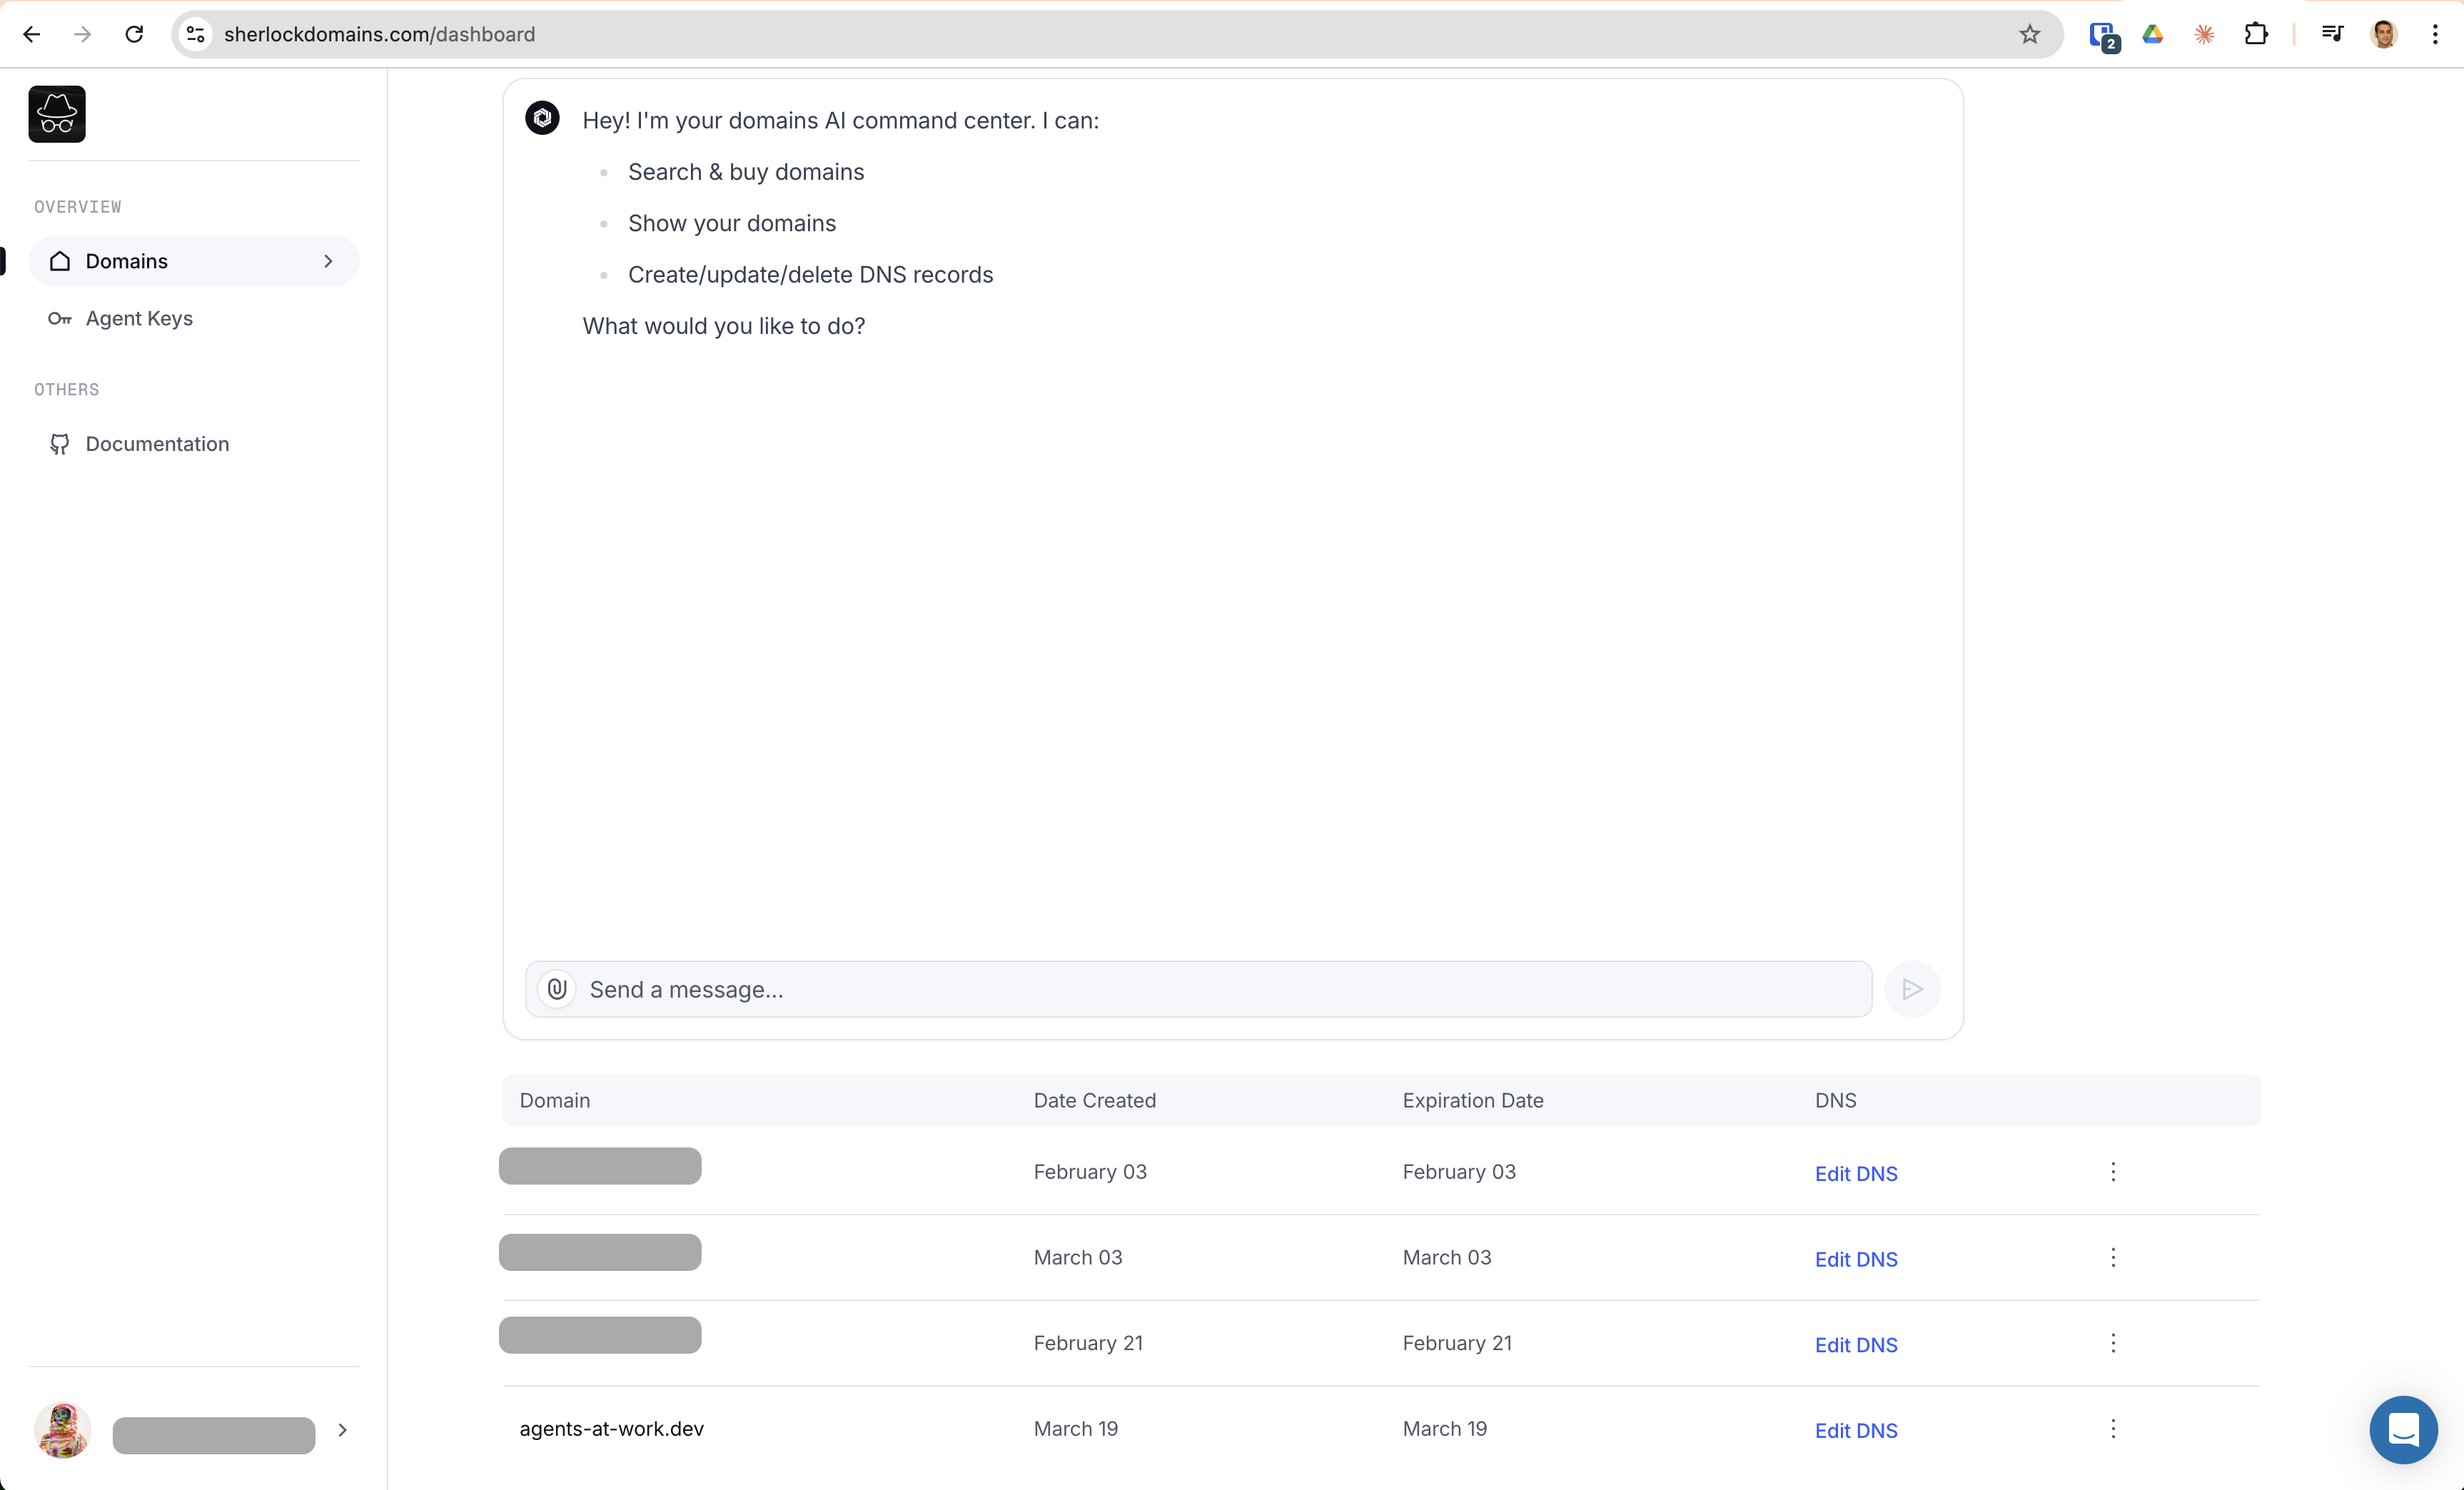 sherlockdomains.com/dashboard
2
OVERVIEW
Domains
Agent Keys
OTHERS
Documentation
Hey! I'm your domains AI command center. I can:
Search & buy domains
Show your domains
Create/update/delete DNS records
What would you like to do?
Send a message...
Domain Date Created Expiration Date DNS
February 03 February 03 Edit DNS
March 03 March 03 Edit DNS
February 21 February 21 Edit DNS
agents-at-work.dev March 19 March 19 Edit DNS